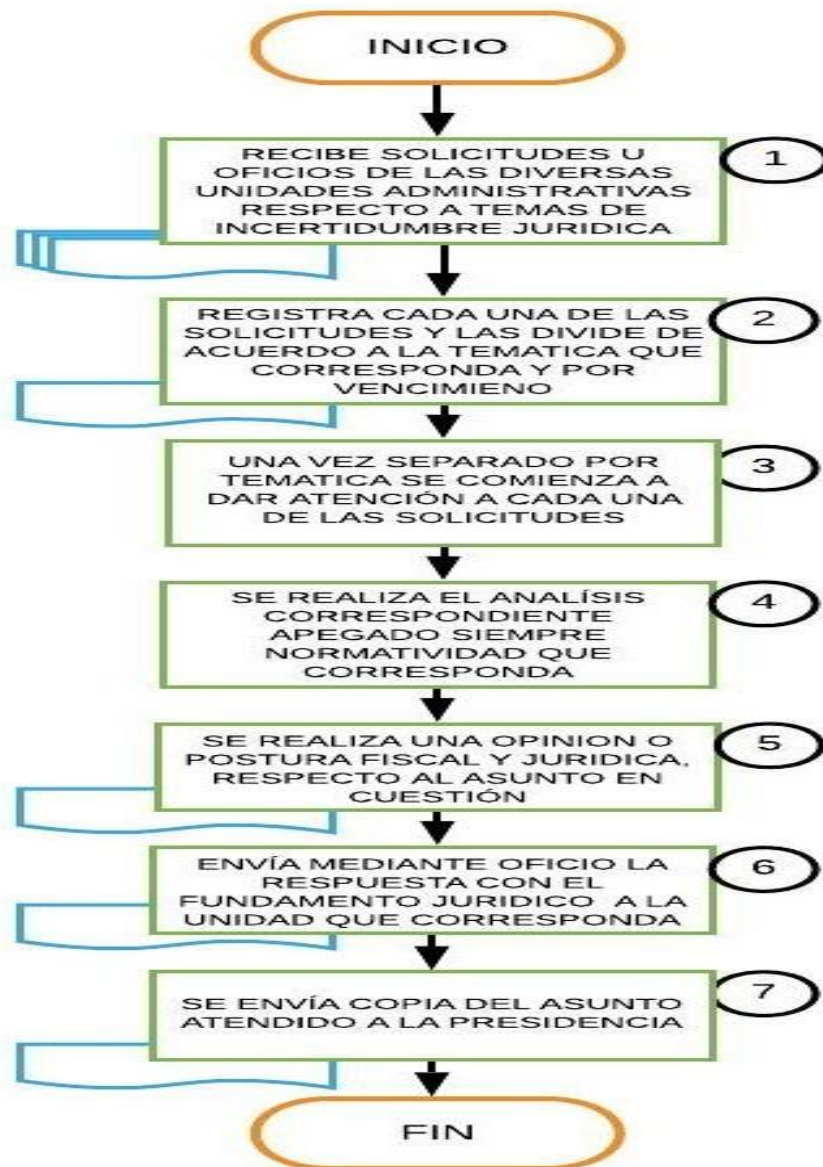 INICIO
RECIBE SOLICITUDES U
OFICIOS DE LAS DIVERSAS
UNIDADES ADMINISTRATIVAS
RESPECTO A TEMAS DE
INCERTIDUMBRE JURIDICA
1
REGISTRA CADA UNA DE LAS
SOLICITUDES Y LAS DIVIDE DE
ACUERDO A LA TEMATICA QUE
CORRESPONDA Y POR
VENCIMIENO
2
UNA VEZ SEPARADO POR
TEMATICA SE COMIENZA A
DAR ATENCIÓN A CADA UNA
DE LAS SOLICITUDES
3
SE REALIZA EL ANALÍSIS
CORRESPONDIENTE
APEGADO SIEMPRE
NORMATIVIDAD QUE
CORRESPONDA
4
SE REALIZA UNA OPINION O
POSTURA FISCAL Y JURIDICA,
RESPECTO AL ASUNTO EN
CUESTIÓN
5
ENVÍA MEDIANTE OFICIO LA
RESPUESTA CON EL
FUNDAMENTO JURIDICO A LA
UNIDAD QUE CORRESPONDA
6
SE ENVÍA COPIA DEL ASUNTO
ATENDIDO A LA PRESIDENCIA
7
FIN